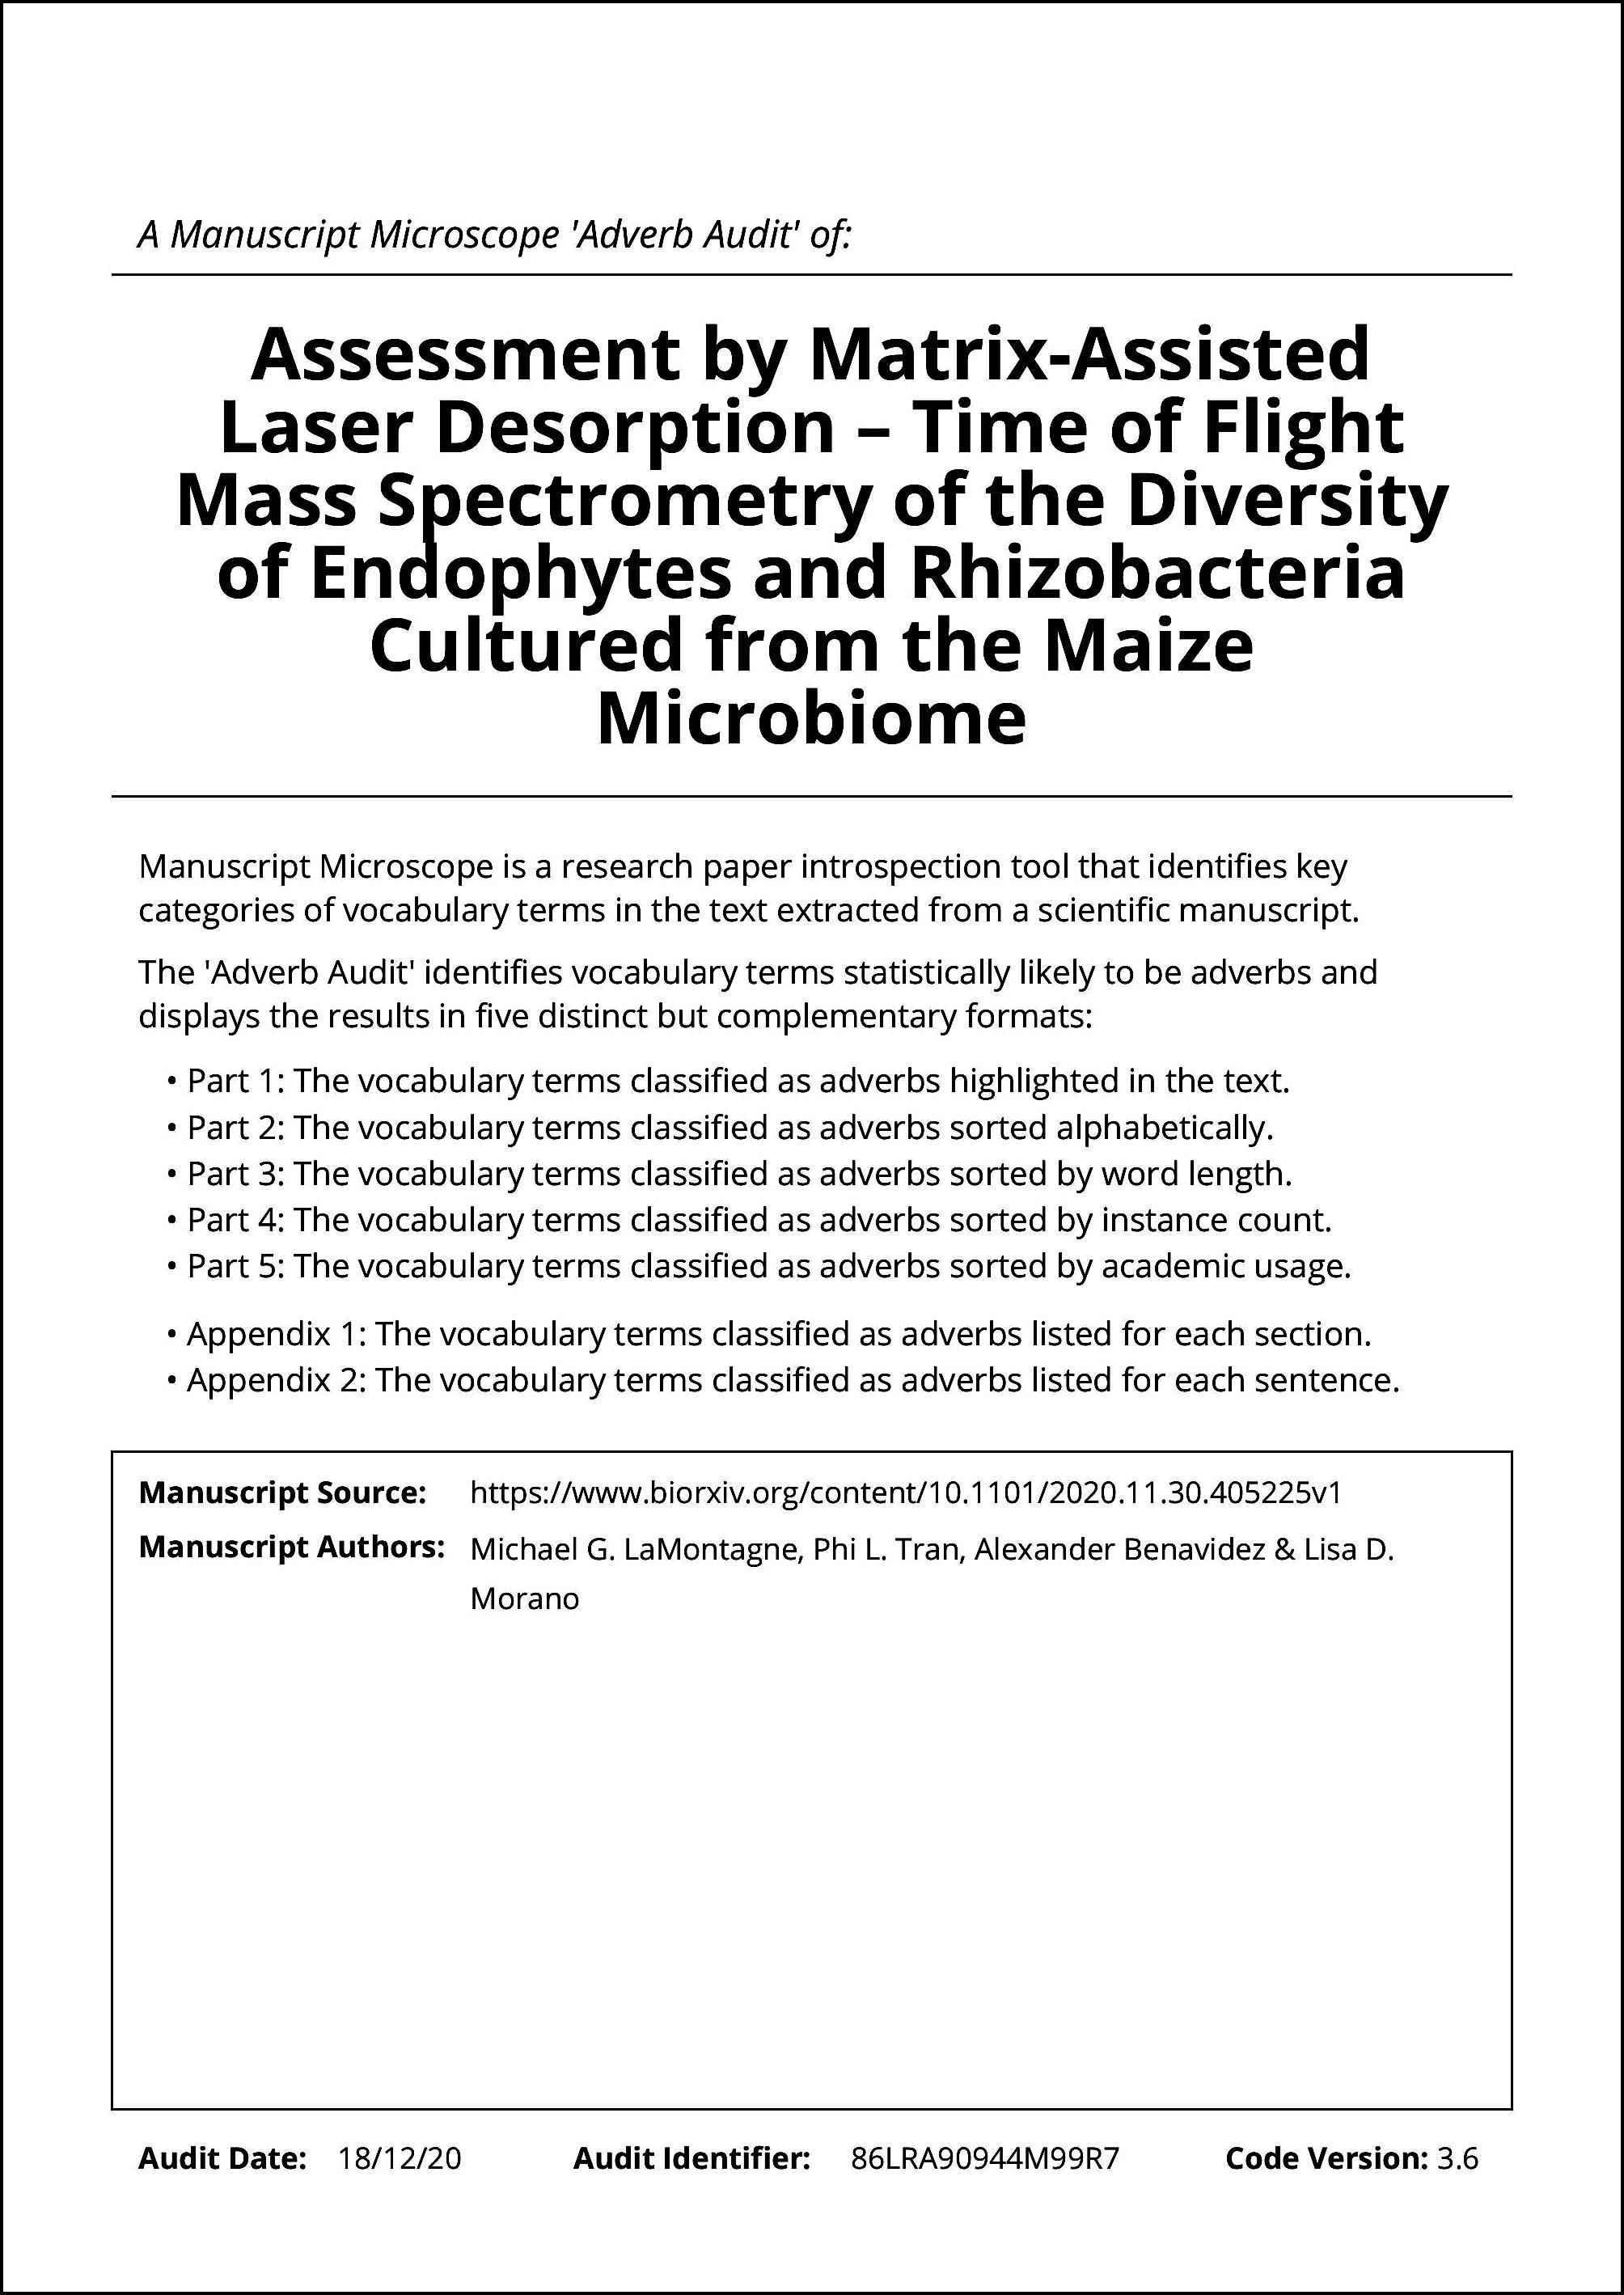 A Manuscript Microscope 'Adverb Audit' of:
Assessment by Matrix-Assisted
Laser Desorption – Time of Flight
Mass Spectrometry of the Diversity
of Endophytes and Rhizobacteria
Cultured from the Maize
Microbiome
Manuscript Microscope is a research paper introspection tool that identifies key
categories of vocabulary terms in the text extracted from a scientific manuscript.
The 'Adverb Audit' identifies vocabulary terms statistically likely to be adverbs and
displays the results in five distinct but complementary formats:
• Part 1: The vocabulary terms classified as adverbs highlighted in the text.
• Part 2: The vocabulary terms classified as adverbs sorted alphabetically.
• Part 3: The vocabulary terms classified as adverbs sorted by word length.
• Part 4: The vocabulary terms classified as adverbs sorted by instance count.
• Part 5: The vocabulary terms classified as adverbs sorted by academic usage.
• Appendix 1: The vocabulary terms classified as adverbs listed for each section.
• Appendix 2: The vocabulary terms classified as adverbs listed for each sentence.
Manuscript Source: https://www.biorxiv.org/content/10.1101/2020.11.30.405225v1
Manuscript Authors: Michael G. LaMontagne, Phi L. Tran, Alexander Benavidez & Lisa D.
Morano
Audit Date: 18/12/20 Audit Identifier: 86LRA90944M99R7 Code Version: 3.6